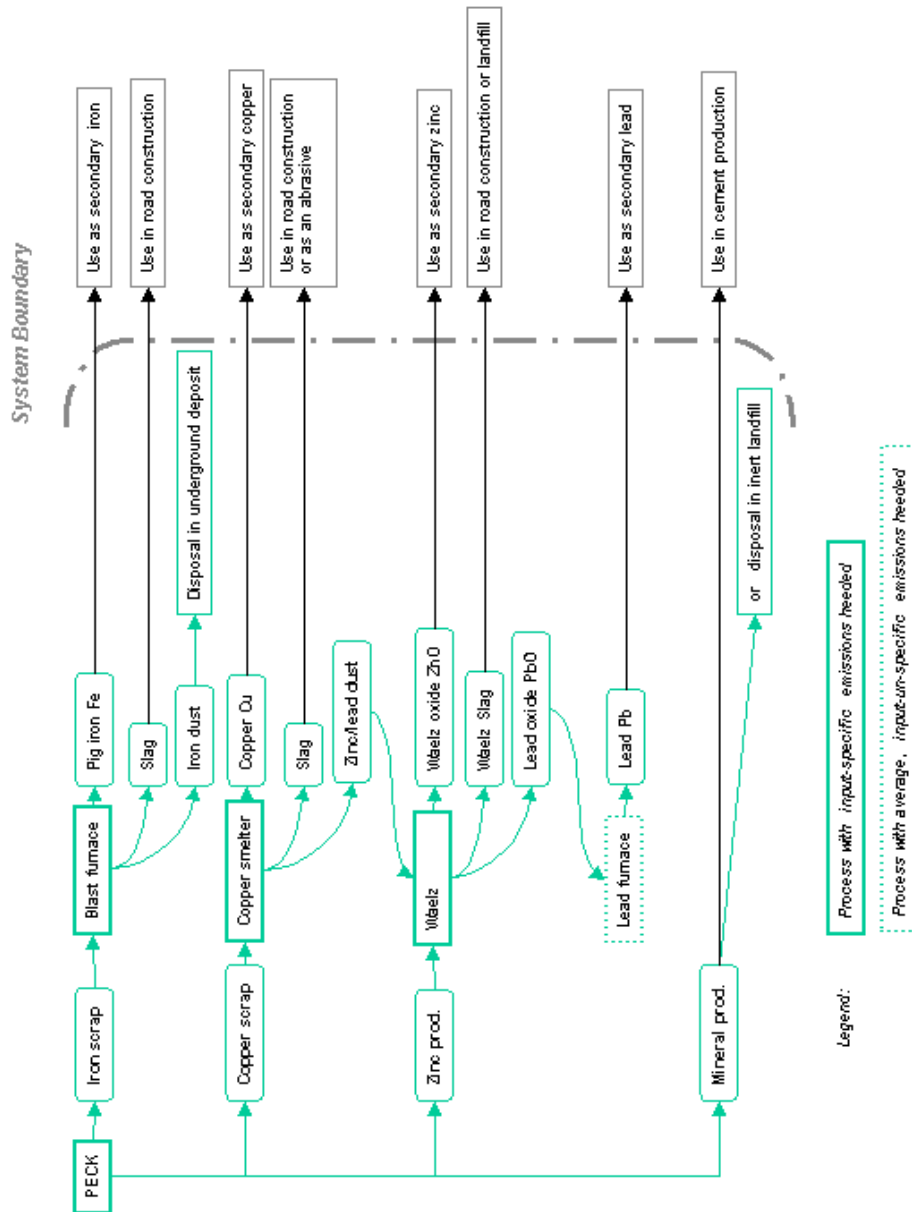 System Boundary
PECK
Iron scrap
Blast furnace
Pig iron Fe
Use as secondary iron
Slag
Use in road construction
Iron dust
Disposal in underground deposit
Copper scrap
Copper smelter
Copper Cu
Use as secondary copper
Slag
Use in road construction
or as an abrasive
Zinc/lead dust
Zinc prod.
Waelz
Waelz oxide ZnO
Use as secondary zinc
Waelz Slag
Use in road construction or landfill
Lead oxide PbO
Lead furnace
Lead Pb
Use as secondary lead
Mineral prod.
Use in cement production
or disposal in inert landfill
Legend:
Process with input-specific emissions heeded
Process with average, input-un-specific emissions heeded